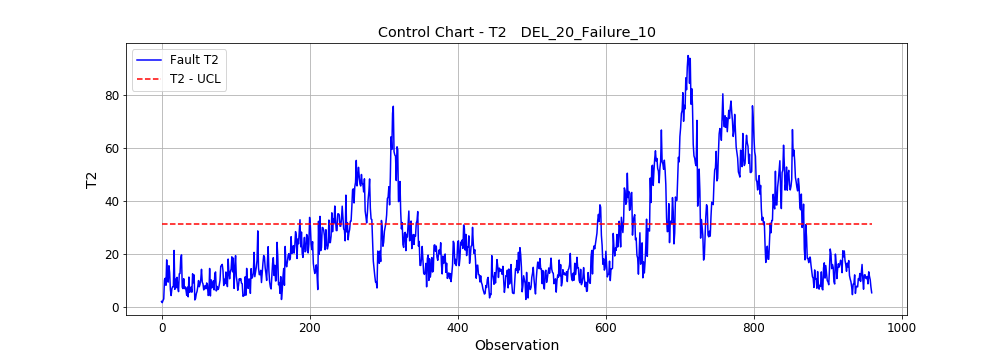 Control Chart - T2   DEL_20_Failure_10
Fault T2
T2 - UCL
80
60
40
20
0
T2
0 200 400 600 800 1000
Observation